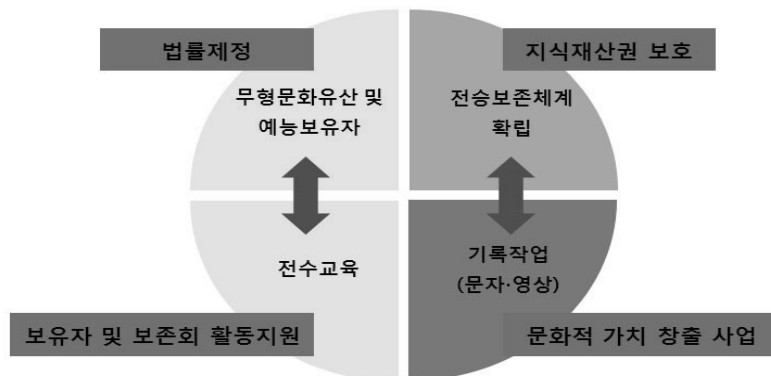 법률제정
지식재산권 보호
무형문화유산 및
예능보유자
전승보존체계
확립
전수교육
기록작업
(문자·영상)
보유자 및 보존회 활동지원
문화적 가치 창출 사업